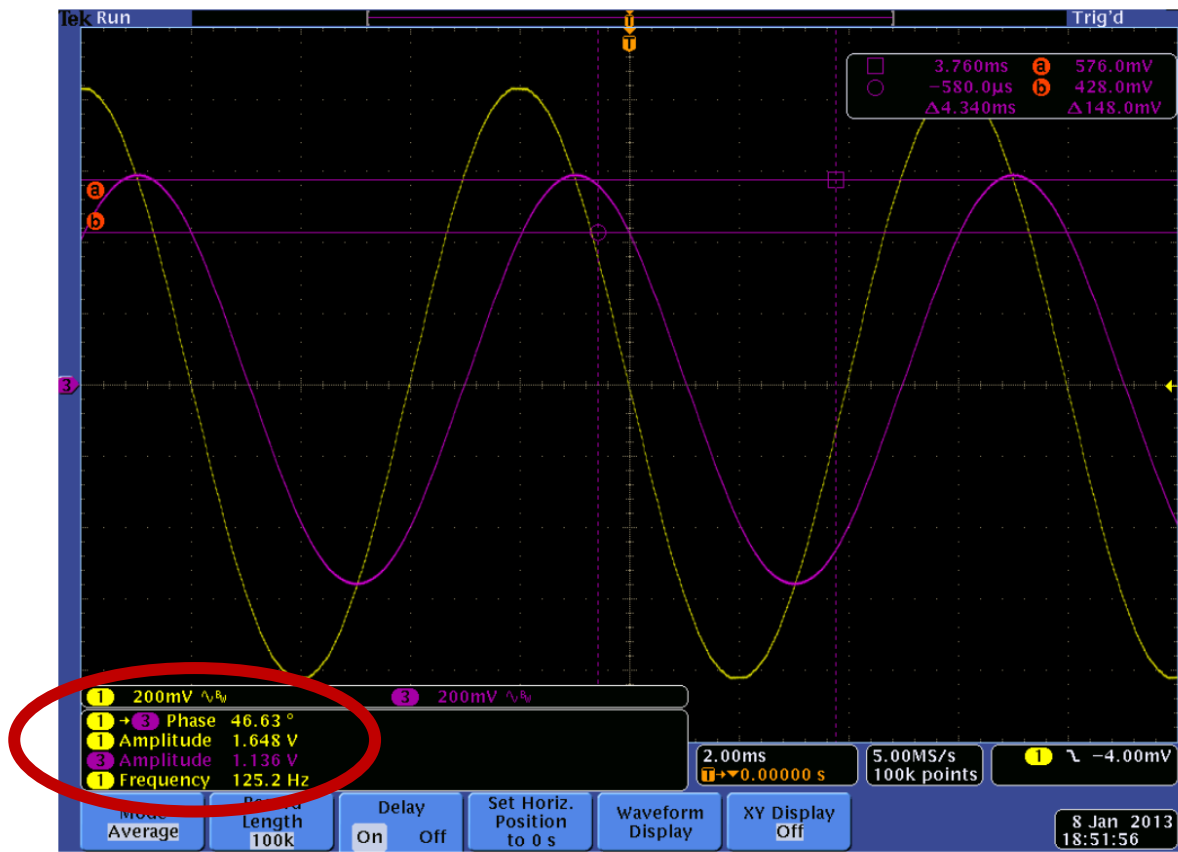 Tek Run Trig'd
T
T
3.760ms a 576.0mV
−580.0µs b 428.0mV
Δ4.340ms Δ148.0mV
a
b
3
1 200mV ∿BW 3 200mV ∿BW
1 → 3 Phase 46.63 °
1 Amplitude 1.648 V
3 Amplitude 1.136 V
1 Frequency 125.2 Hz
2.00ms
T→▼0.00000 s
5.00MS/s
100k points
1 −4.00mV
Mode
Average
Length
100k
Delay
On Off
Set Horiz.
Position
to 0 s
Waveform
Display
XY Display
Off
8 Jan 2013
18:51:56